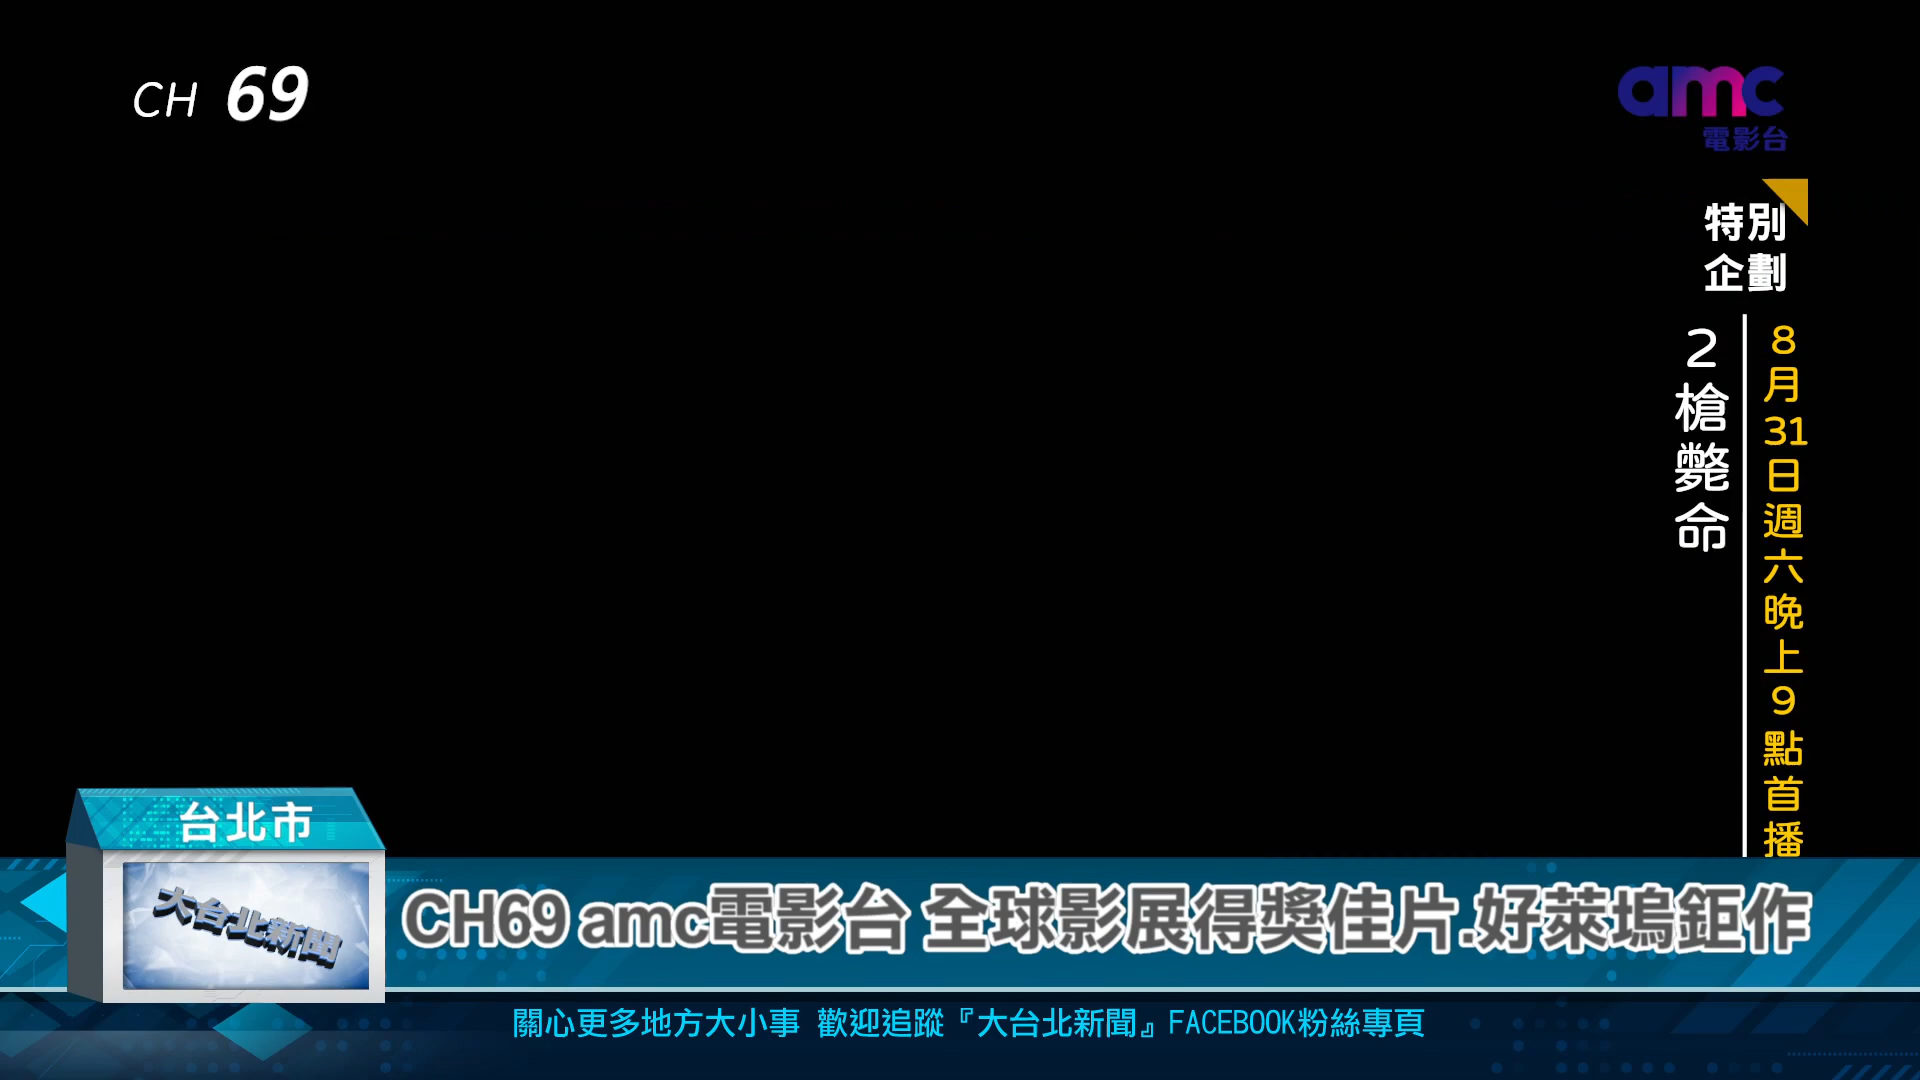 CH 69
amc
電影台
特別
企劃
8月31日週六晚上9點首播
2槍斃命
台北市
大台北新聞
CH69 amc電影台 全球影展得獎佳片.好萊塢鉅作
關心更多地方大小事 歡迎追蹤『大台北新聞』FACEBOOK粉絲專頁